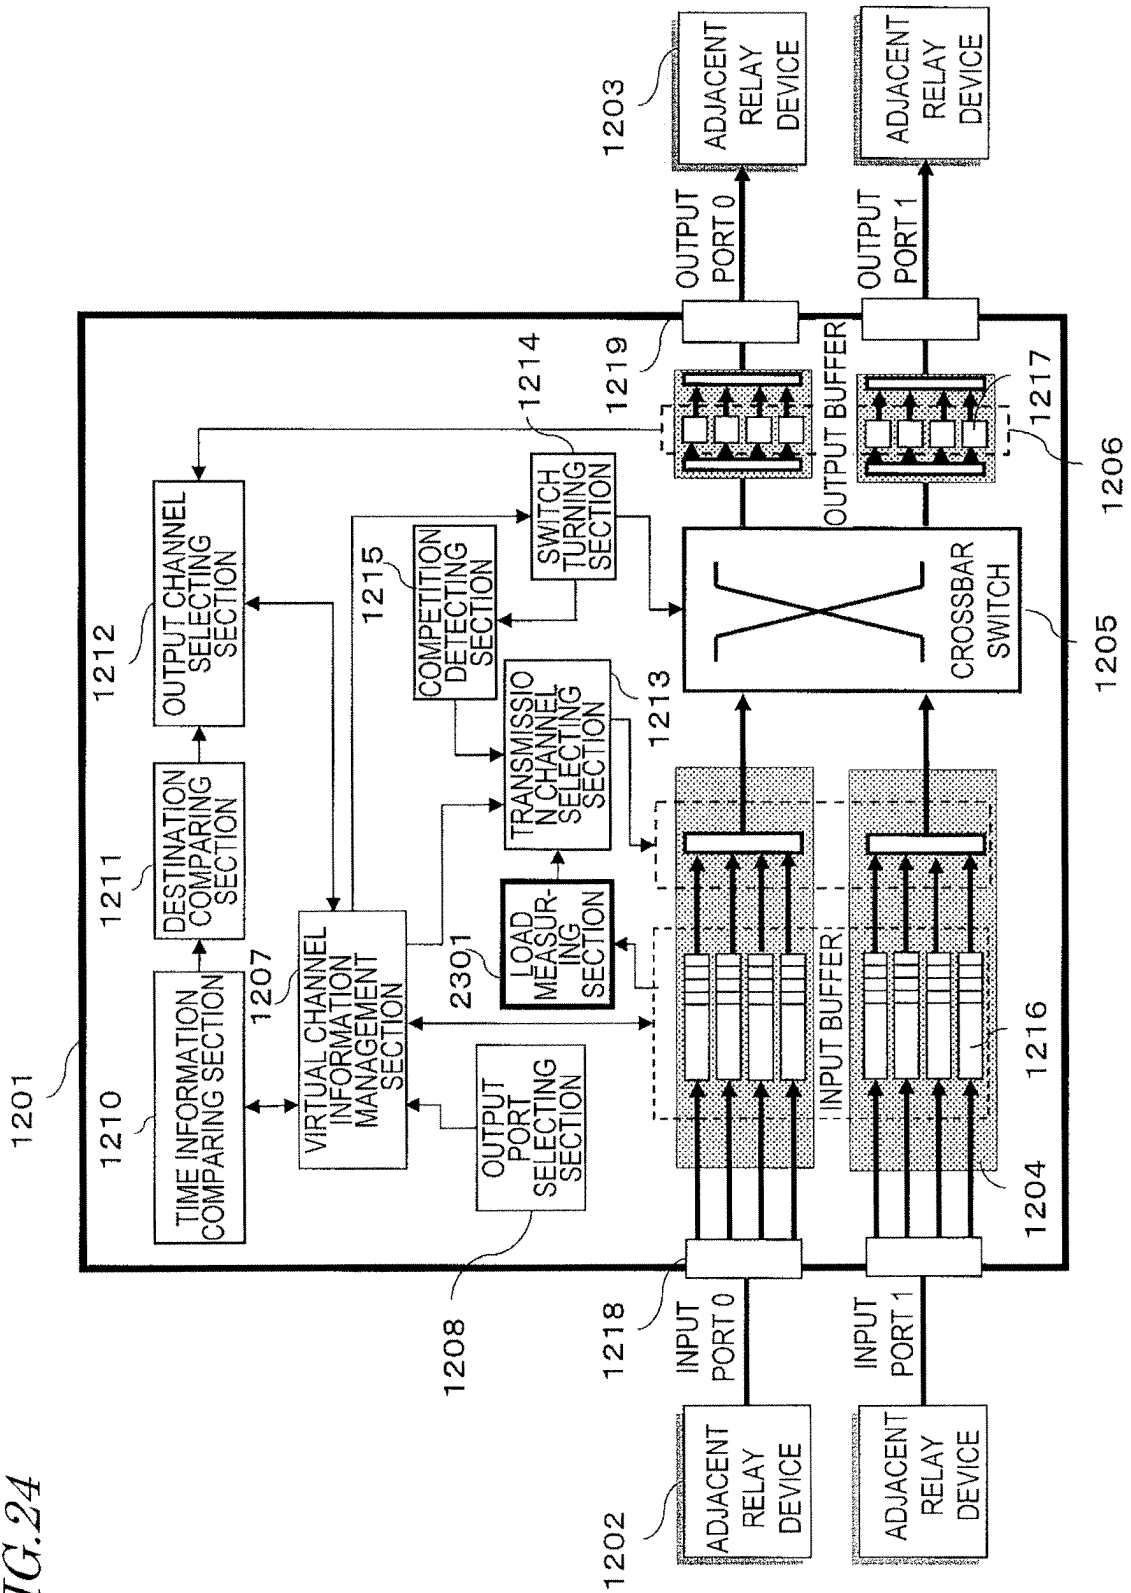 FIG.24
1201
1210
TIME INFORMATION
COMPARING SECTION
1211
DESTINATION
COMPARING
SECTION
1212
OUTPUT CHANNEL
SELECTING
SECTION
1207
VIRTUAL CHANNEL
INFORMATION
MANAGEMENT
SECTION
1208
OUTPUT
PORT
SELECTING
SECTION
2301
LOAD
MEASUR-
ING
SECTION
1215
COMPETITION
DETECTING
SECTION
TRANSMISSIO
N CHANNEL
SELECTING
SECTION
1213
1214
SWITCH
TURNING
SECTION
1219
1202
ADJACENT
RELAY
DEVICE
1218
INPUT
PORT 0
INPUT BUFFER
OUTPUT BUFFER
OUTPUT
PORT 0
1203
ADJACENT
RELAY
DEVICE
ADJACENT
RELAY
DEVICE
INPUT
PORT 1
1204
1216
CROSSBAR
SWITCH
1205
1206
1217
OUTPUT
PORT 1
ADJACENT
RELAY
DEVICE